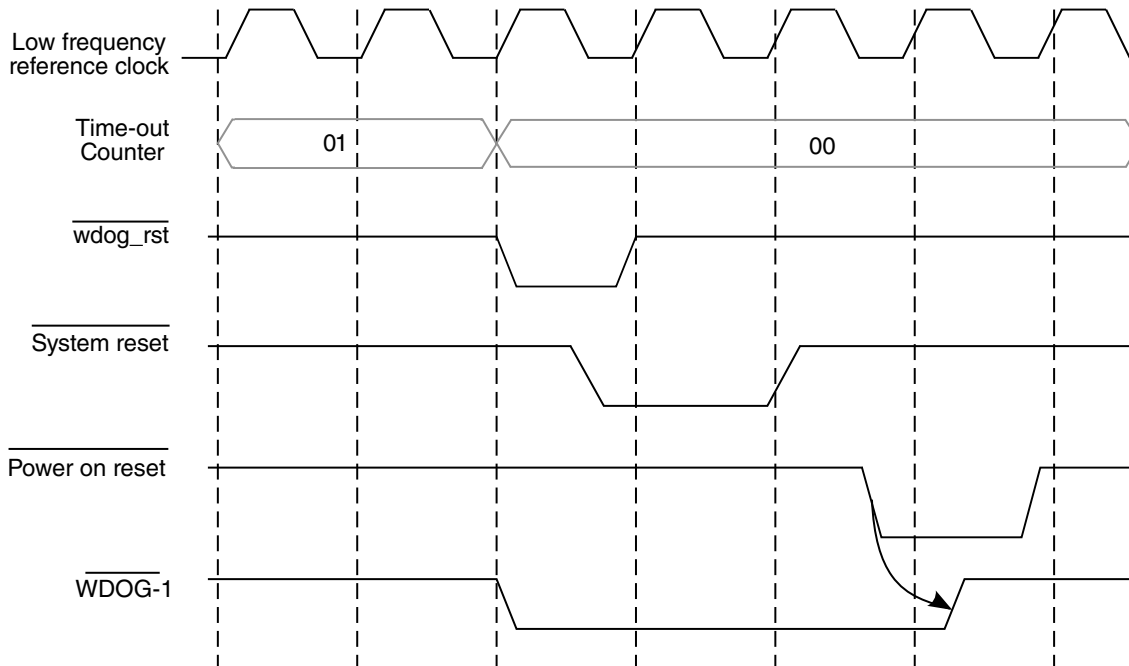 Low frequency
reference clock
Time-out
Counter
01
00
wdog_rst
System reset
Power on reset
WDOG-1